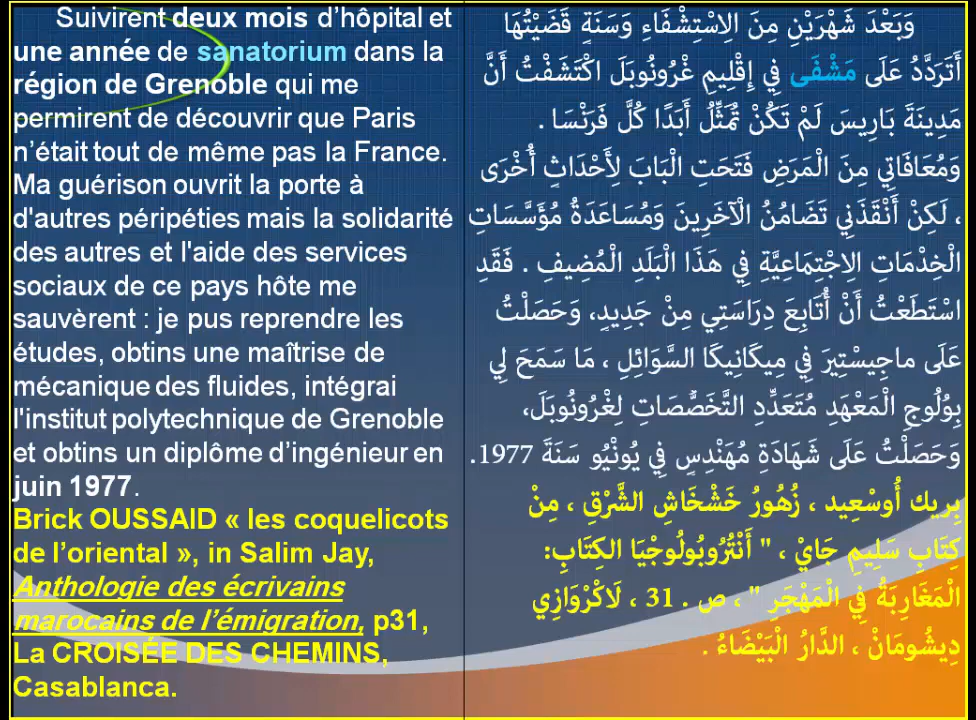 Suivirent deux mois d’hôpital et
une année de sanatorium dans la
région de Grenoble qui me
permirent de découvrir que Paris
n’était tout de même pas la France.
Ma guérison ouvrit la porte à
d'autres péripéties mais la solidarité
des autres et l'aide des services
sociaux de ce pays hôte me
sauvèrent : je pus reprendre les
études, obtins une maîtrise de
mécanique des fluides, intégrai
l'institut polytechnique de Grenoble
et obtins un diplôme d’ingénieur en
juin 1977.
Brick OUSSAID « les coquelicots
de l’oriental », in Salim Jay,
Anthologie des écrivains
marocains de l’émigration, p31,
La CROISÉE DES CHEMINS,
Casablanca.
وَبَعْدَ شَهْرَيْنِ مِنَ الِاسْتِشْفَاءِ وَسَنَةٍ قَضَيْتُهَا
أَتَرَدَّدُ عَلَى مَشْفَى فِي إِقْلِيمِ غْرُونُوبَلَ اكْتَشَفْتُ أَنَّ
مَدِينَةَ بَارِيسَ لَمْ تَكُنْ تُمَثِّلُ أَبَدًا كُلَّ فَرَنْسَا .
وَمُعَافَاتِي مِنَ الْمَرَضِ فَتَحَتِ الْبَابَ لِأَحْدَاثٍ أُخْرَى
، لَكِنْ أَنْقَذَنِي تَضَامُنُ الْآخَرِينَ وَمُسَاعَدَةُ مُؤَسَّسَاتِ
الْخِدْمَاتِ الِاجْتِمَاعِيَّةِ فِي هَذَا الْبَلَدِ الْمُضِيفِ . فَقَدِ
اسْتَطَعْتُ أَنْ أُتَابِعَ دِرَاسَتِي مِنْ جَدِيدٍ، وَحَصَلْتُ
عَلَى ماجِيسْتِيرَ فِي مِيكَانِيكَا السَّوَائِلِ ، مَا سَمَحَ لِي
بِوُلُوجِ الْمَعْهَدِ مُتَعَدِّدِ التَّخَصُّصَاتِ لِغْرُونُوبَلَ،
وَحَصَلْتُ عَلَى شَهَادَةِ مُهَنْدِسٍ فِي يُونْيُو سَنَةَ 1977.
بِرِيك أُوسْعِيد ، زُهُورُ خَشْخَاشِ الشَّرْقِ ، مِنْ
كِتَابِ سَلِيمِ جَايْ ، " أَنْتُرُوبُولُوجْيَا الكِتَابِ:
الْمَغَارِبَةُ فِي الْمَهْجَرِ " ، ص . 31 ، لَاكْرْوَازِي
دِيشُومَانْ ، الدَّارُ الْبَيْضَاءُ .